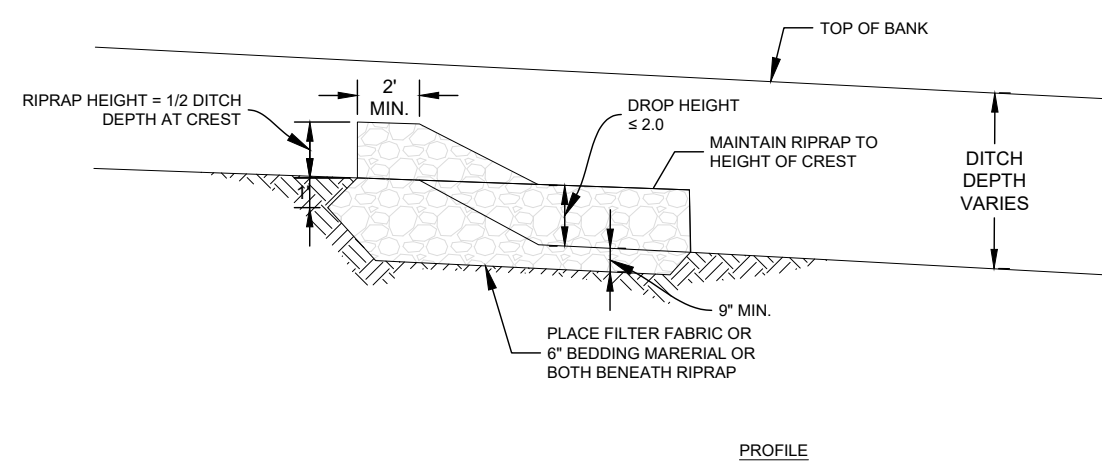 TOP OF BANK
2'
MIN.
RIPRAP HEIGHT = 1/2 DITCH
DEPTH AT CREST
DROP HEIGHT
≤ 2.0
MAINTAIN RIPRAP TO
HEIGHT OF CREST
DITCH
DEPTH
VARIES
1'
9" MIN.
PLACE FILTER FABRIC OR
6" BEDDING MARERIAL OR
BOTH BENEATH RIPRAP
PROFILE